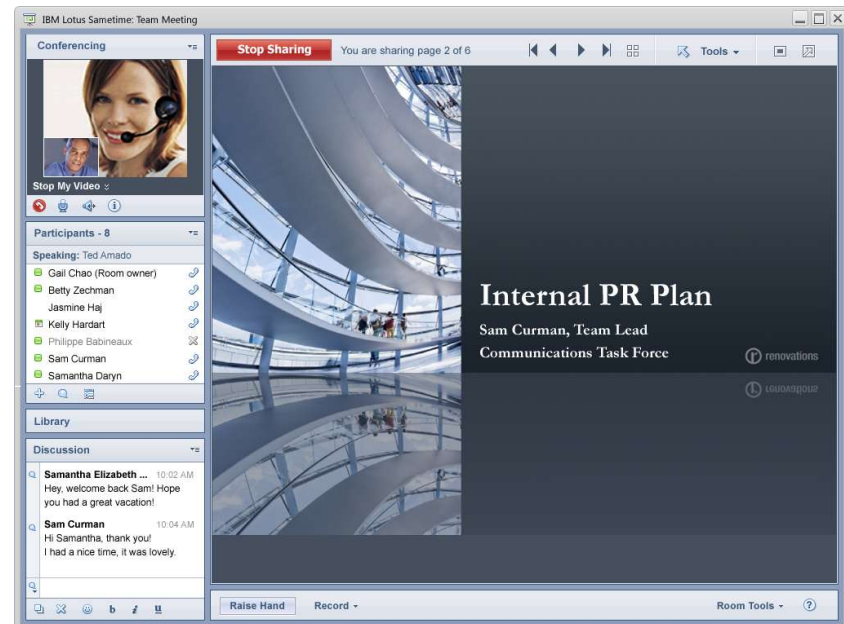 IBM Lotus Sametime: Team Meeting
Conferencing
Stop My Video
Participants - 8
Speaking: Ted Amado
Gail Chao (Room owner)
Betty Zechman
Jasmine Haj
Kelly Hardart
Philippe Babineaux
Sam Curman
Samantha Daryn
Library
Discussion
Samantha Elizabeth ... 10:02 AM
Hey, welcome back Sam! Hope
you had a great vacation!
Sam Curman 10:04 AM
Hi Samantha, thank you!
I had a nice time, it was lovely.
b i u
Stop Sharing You are sharing page 2 of 6 Tools
Internal PR Plan
Sam Curman, Team Lead
Communications Task Force
r renovations
Raise Hand Record Room Tools ?